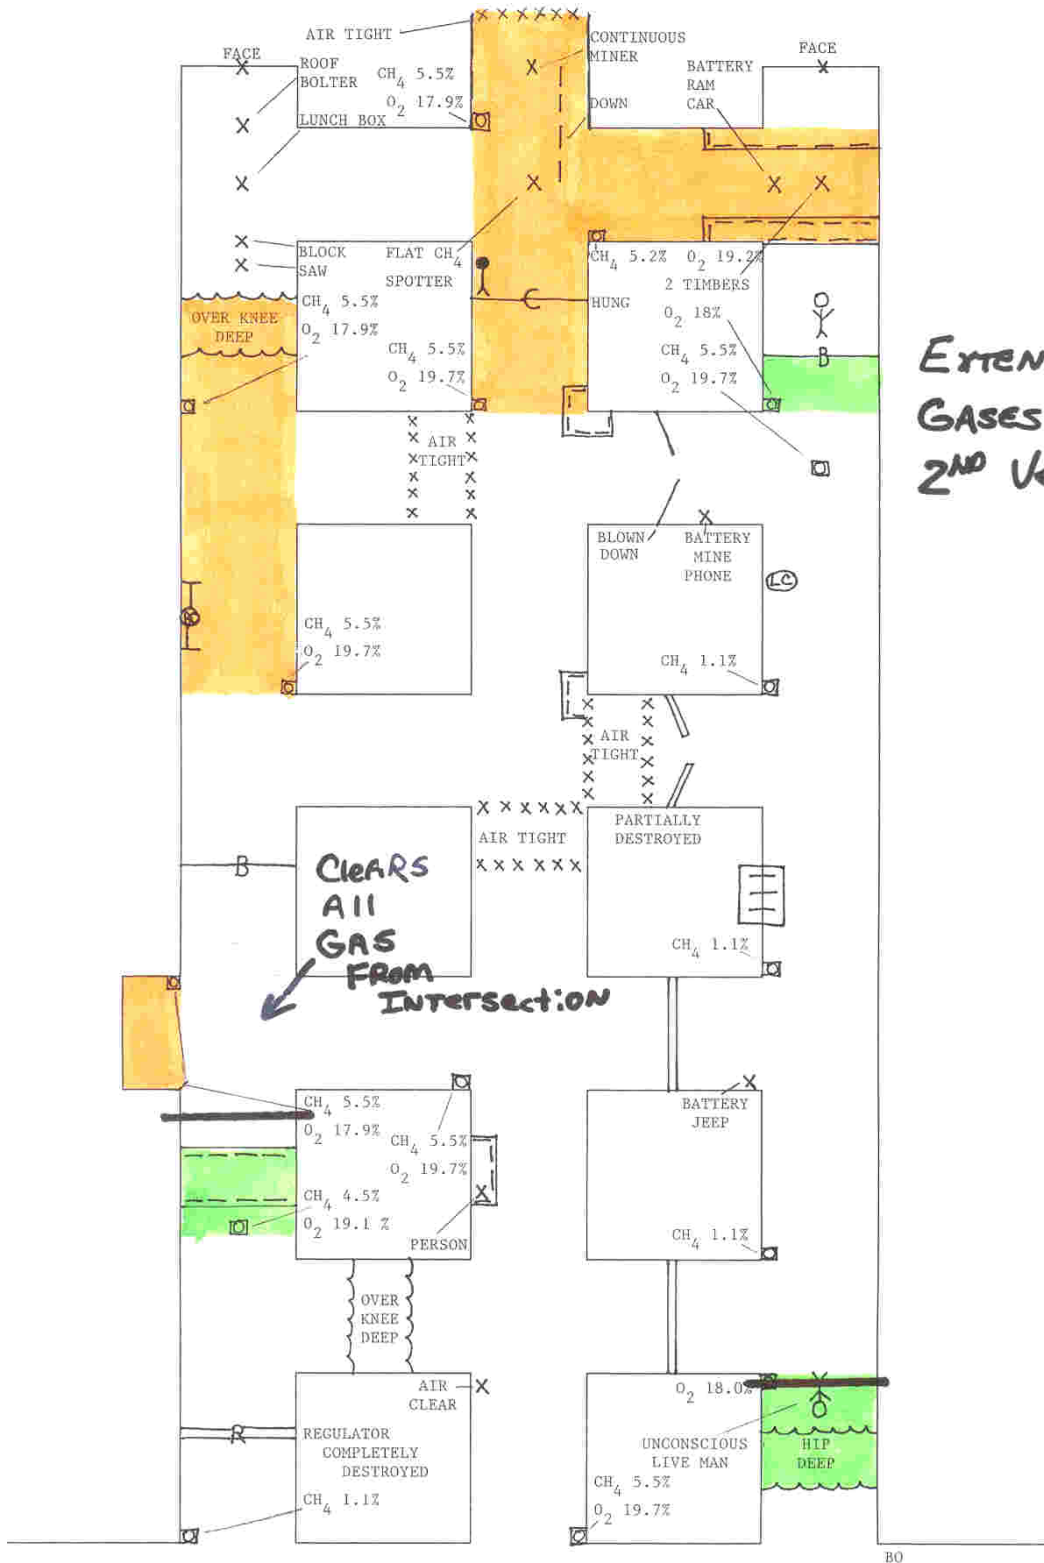 AIR TIGHT
FACE
ROOF
BOLTER
CH4 5.5%
O2 17.9%
LUNCH BOX
CONTINUOUS
MINER
DOWN
BATTERY
RAM
CAR
FACE
BLOCK
SAW
FLAT CH4
SPOTTER
CH4 5.2% O2 19.2%
2 TIMBERS
HUNG
O2 18%
CH4 5.5%
O2 19.7%
OVER KNEE
DEEP
CH4 5.5%
O2 17.9%
CH4 5.5%
O2 19.7%
B
GASES
2ND
AIR
TIGHT
BLOWN
DOWN
BATTERY
MINE
PHONE
LC
CH4 5.5%
O2 19.7%
CH4 1.1%
AIR
TIGHT
AIR TIGHT
PARTIALLY
DESTROYED
B
CLeARS
All
GAS
FROM
INTersecTioN
CH4 1.1%
CH4 5.5%
O2 17.9%
CH4 5.5%
O2 19.7%
BATTERY
JEEP
CH4 4.5%
O2 19.1 %
PERSON
CH4 1.1%
OVER
KNEE
DEEP
AIR
CLEAR
O2 18.0%
R
REGULATOR
COMPLETELY
DESTROYED
CH4 1.1%
UNCONSCIOUS
LIVE MAN
HIP
DEEP
CH4 5.5%
O2 19.7%
BO